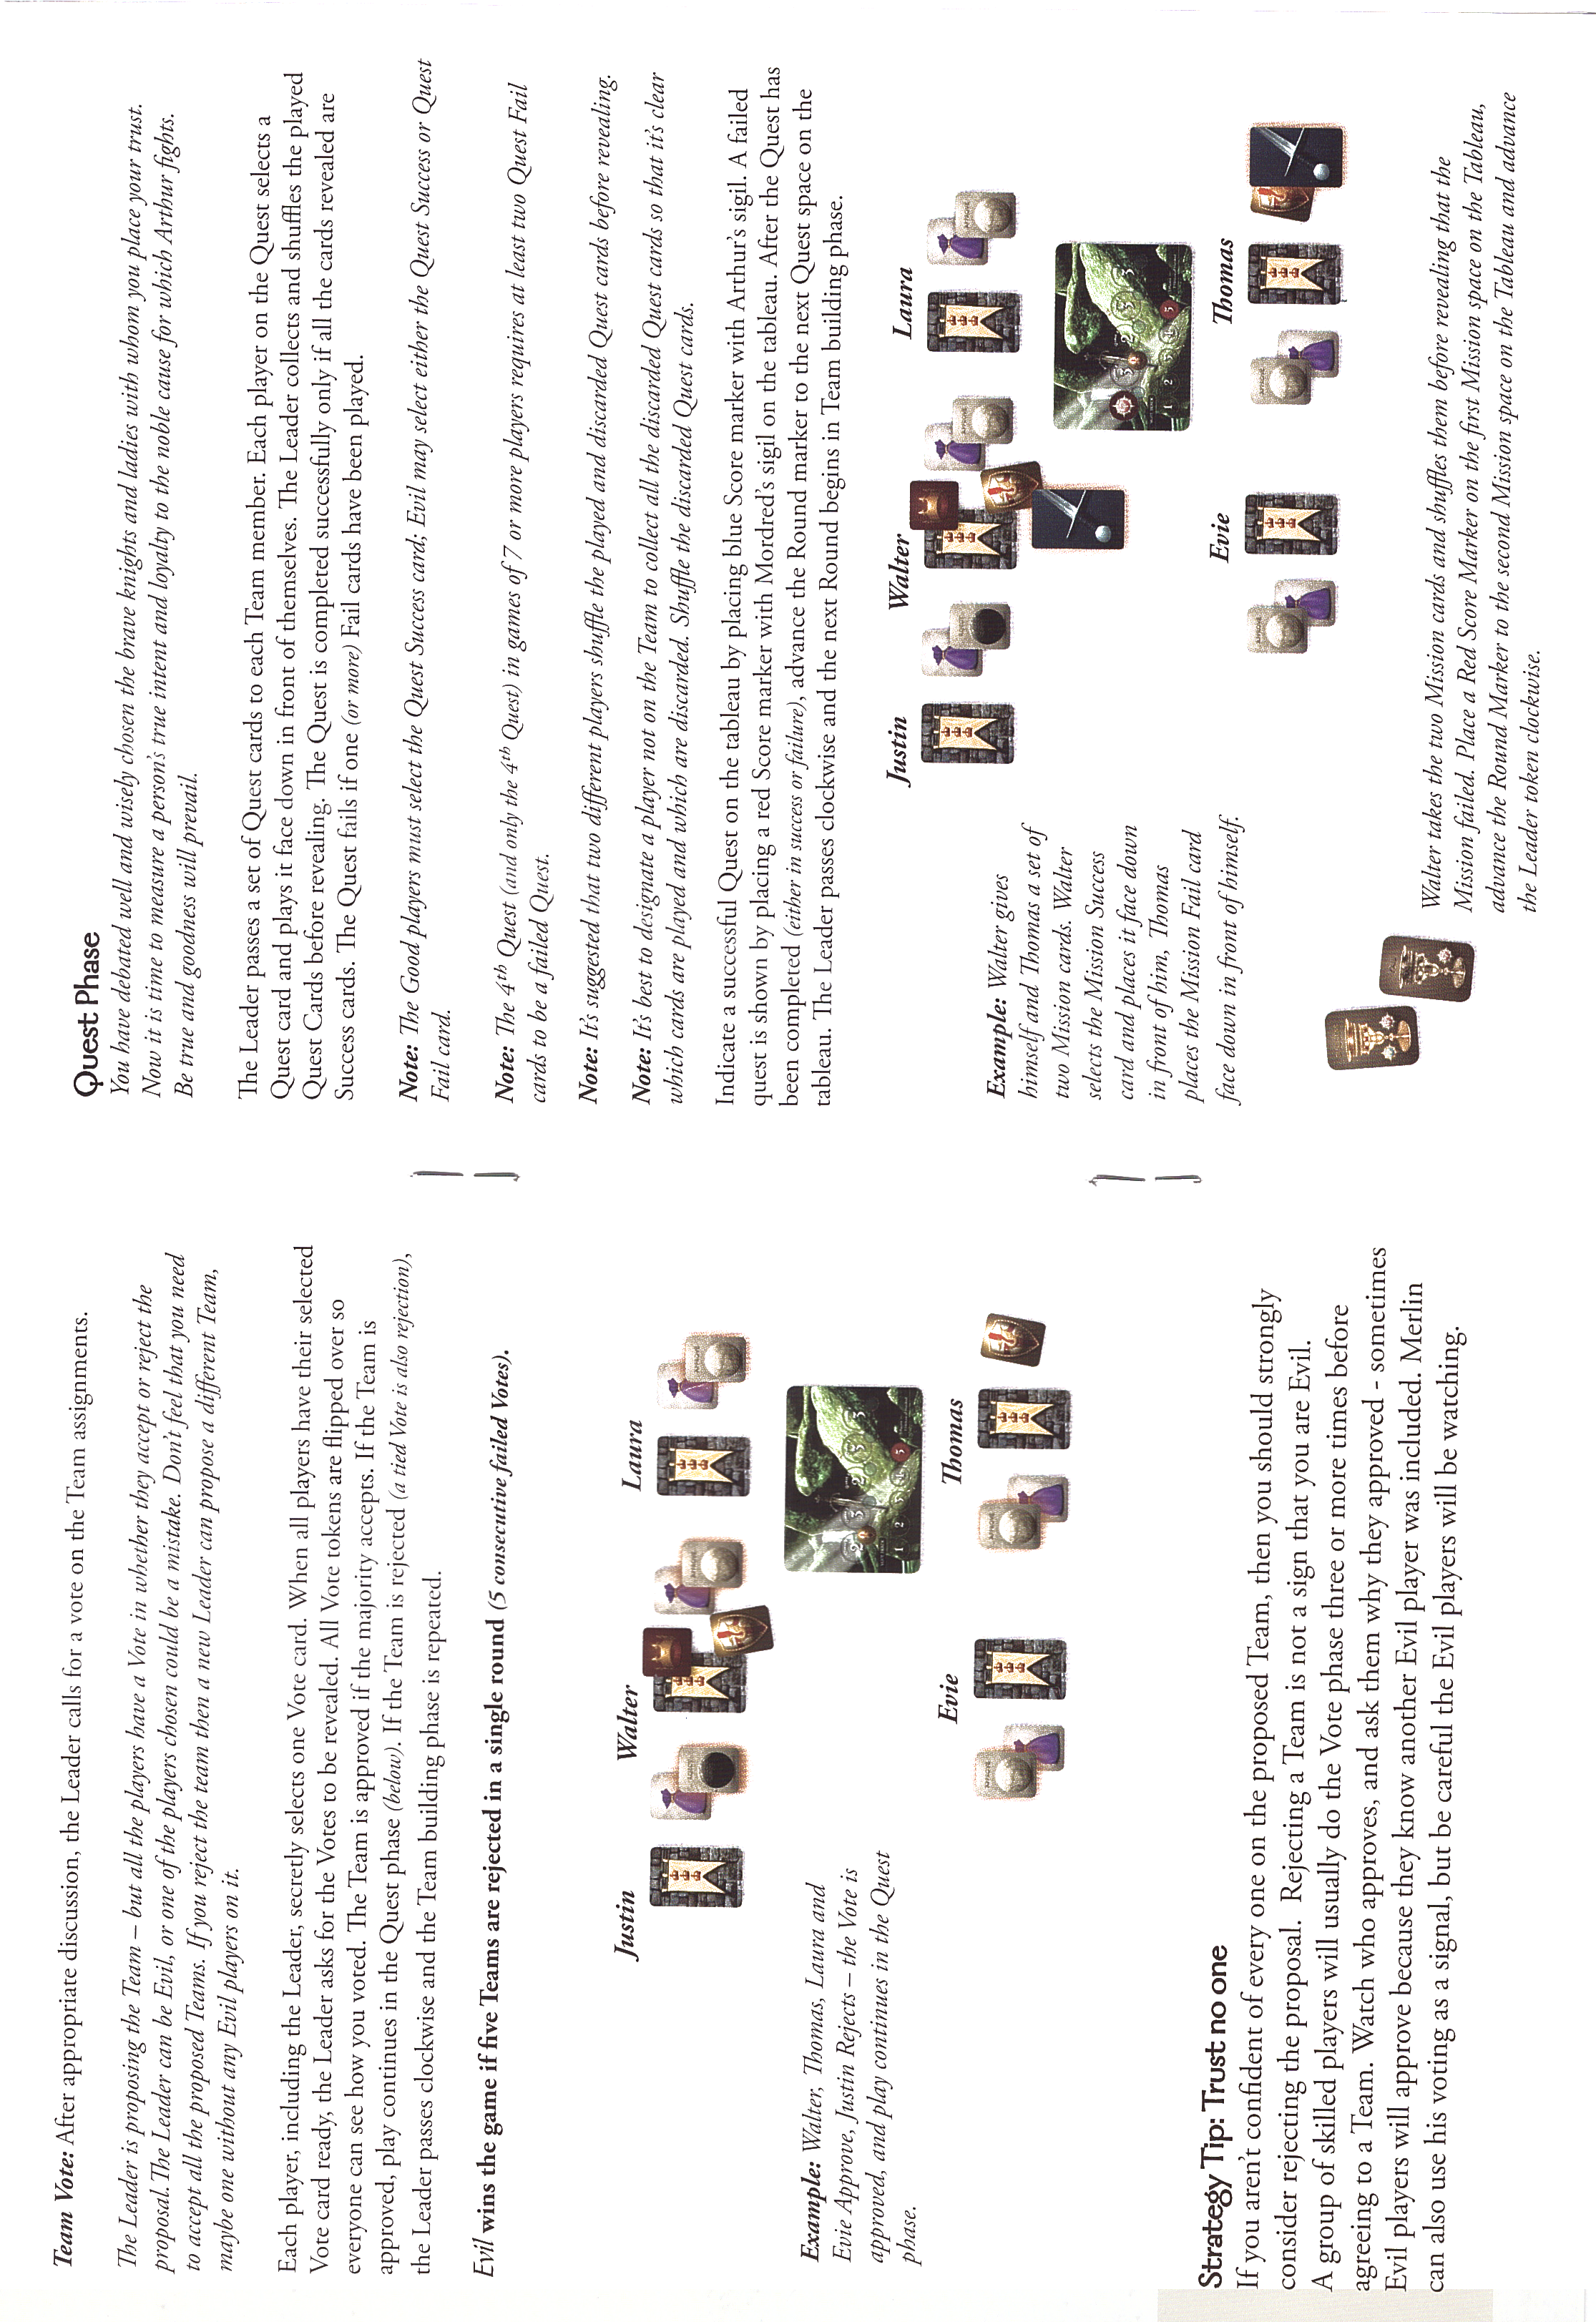 Team Vote: After appropriate discussion, the Leader calls for a vote on the Team assignments.
The Leader is proposing the Team – but all the players have a Vote in whether they accept or reject the
proposal. The Leader can be Evil, or one of the players chosen could be a mistake. Don't feel that you need
to accept all the proposed Teams. If you reject the team then a new Leader can propose a different Team,
maybe one without any Evil players on it.
Each player, including the Leader, secretly selects one Vote card. When all players have their selected
Vote card ready, the Leader asks for the Votes to be revealed. All Vote tokens are flipped over so
everyone can see how you voted. The Team is approved if the majority accepts. If the Team is
approved, play continues in the Quest phase (below). If the Team is rejected (a tied Vote is also rejection),
the Leader passes clockwise and the Team building phase is repeated.
Evil wins the game if five Teams are rejected in a single round (5 consecutive failed Votes).
Justin
Walter
Laura
Example: Walter, Thomas, Laura and
Evie Approve, Justin Rejects – the Vote is
approved, and play continues in the Quest
phase.
Evie
Thomas
Strategy Tip: Trust no one
If you aren't confident of every one on the proposed Team, then you should strongly
consider rejecting the proposal. Rejecting a Team is not a sign that you are Evil.
A group of skilled players will usually do the Vote phase three or more times before
agreeing to a Team. Watch who approves, and ask them why they approved - sometimes
Evil players will approve because they know another Evil player was included. Merlin
can also use his voting as a signal, but be careful the Evil players will be watching.
Quest Phase
You have debated well and wisely chosen the brave knights and ladies with whom you place your trust.
Now it is time to measure a person's true intent and loyalty to the noble cause for which Arthur fights.
Be true and goodness will prevail.
The Leader passes a set of Quest cards to each Team member. Each player on the Quest selects a
Quest card and plays it face down in front of themselves. The Leader collects and shuffles the played
Quest Cards before revealing. The Quest is completed successfully only if all the cards revealed are
Success cards. The Quest fails if one (or more) Fail cards have been played.
Note: The Good players must select the Quest Success card; Evil may select either the Quest Success or Quest
Fail card.
Note: The 4th Quest (and only the 4th Quest) in games of 7 or more players requires at least two Quest Fail
cards to be a failed Quest.
Note: It's suggested that two different players shuffle the played and discarded Quest cards before revealing.
Note: It's best to designate a player not on the Team to collect all the discarded Quest cards so that it's clear
which cards are played and which are discarded. Shuffle the discarded Quest cards.
Indicate a successful Quest on the tableau by placing blue Score marker with Arthur's sigil. A failed
quest is shown by placing a red Score marker with Mordred's sigil on the tableau. After the Quest has
been completed (either in success or failure), advance the Round marker to the next Quest space on the
tableau. The Leader passes clockwise and the next Round begins in Team building phase.
Justin
Walter
Laura
Example: Walter gives
himself and Thomas a set of
two Mission cards. Walter
selects the Mission Success
card and places it face down
in front of him, Thomas
places the Mission Fail card
face down in front of himself.
Evie
Thomas
Walter takes the two Mission cards and shuffles them before revealing that the
Mission failed. Place a Red Score Marker on the first Mission space on the Tableau,
advance the Round Marker to the second Mission space on the Tableau and advance
the Leader token clockwise.